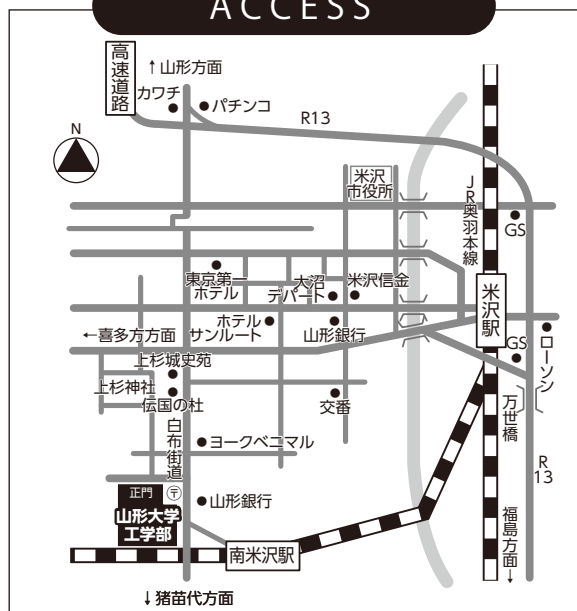 ACCESS
高速道路
↑山形方面
カワチ
パチンコ
R13
N
米沢
市役所
JR奥羽本線
GS
東京第一
ホテル
大沼
デパート
米沢信金
米沢駅
ホテル
サンルート
山形銀行
←喜多方方面
GS
ローソン
上杉城史苑
上杉神社
伝国の杜
交番
万世橋
白布街道
ヨークベニマル
R13
正門
〒
山形大学
工学部
山形銀行
南米沢駅
福島方面→
↓猪苗代方面